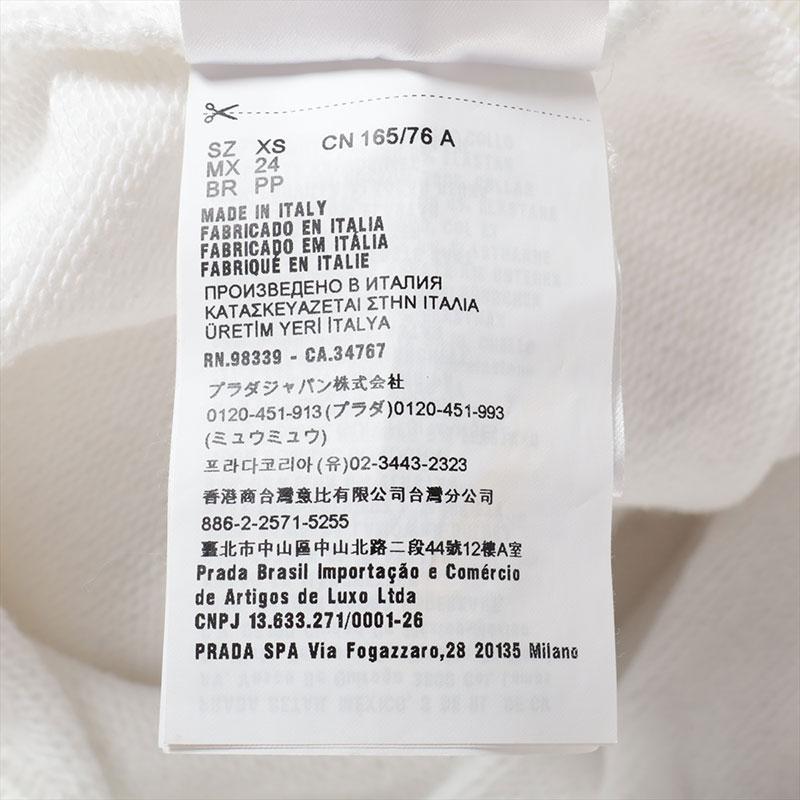 SZ XS CN 165/76 A
MX 24
BR PP
MADE IN ITALY
FABRICADO EN ITALIA
FABRICADO EM ITÁLIA
FABRIQUÉ EN ITALIE
ПРОИЗВЕДЕНО В ИТАЛИЯ
ΚΑΤΑΣΚΕΥΑΖΕΤΑΙ ΣΤΗΝ ΙΤΑΛΙΑ
ÜRETİM YERİ İTALYA
RN.98339 - CA.34767
プラダジャパン株式会社
0120-451-913(プラダ)0120-451-993
(ミュウミュウ)
프라다코리아(유)02-3443-2323
香港商台灣意比有限公司台灣分公司
886-2-2571-5255
臺北市中山區中山北路二段44號12樓A室
Prada Brasil Importação e Comércio
de Artigos de Luxo Ltda
CNPJ 13.633.271/0001-26
PRADA SPA Via Fogazzaro,28 20135 Milano